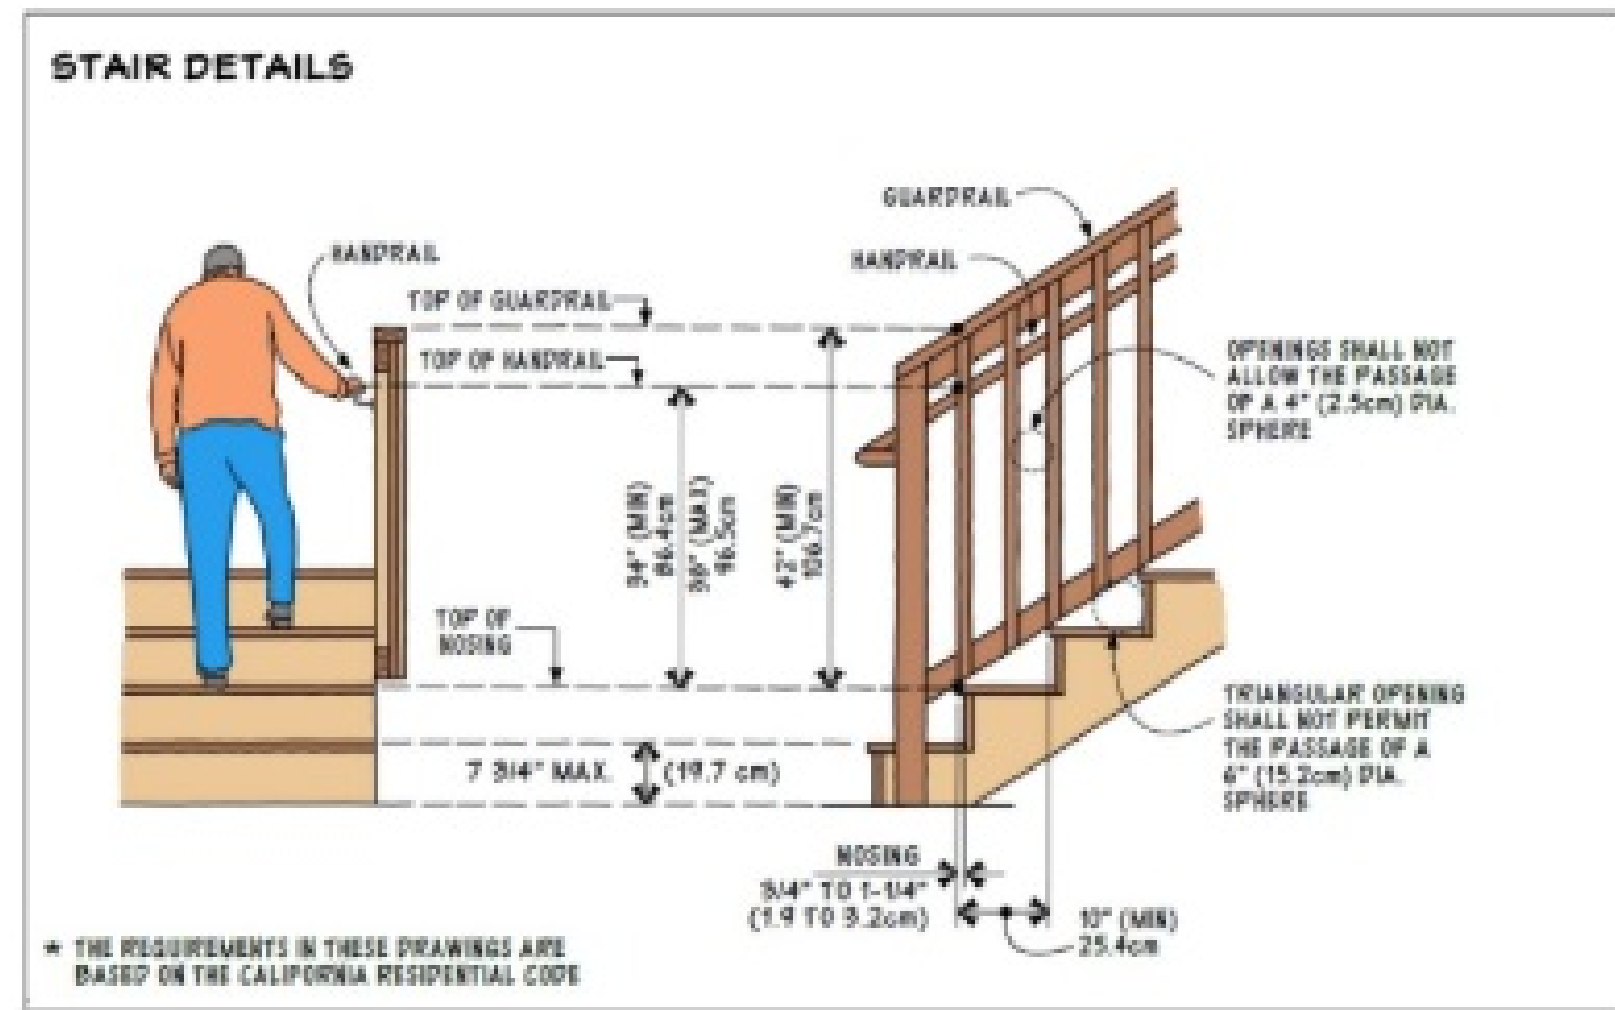 STAIR DETAILS
GUARDRAIL
HANDRAIL
HANDRAIL
TOP OF GUARDRAIL
TOP OF HANDRAIL
OPENINGS SHALL NOT
ALLOW THE PASSAGE
OF A 4" (2.5cm) DIA.
SPHERE
34" (MIN)
86.4cm
38" (MAX)
96.5cm
42" (MIN)
106.7cm
TOP OF
NOSING
TRIANGULAR OPENING
SHALL NOT PERMIT
THE PASSAGE OF A
6" (15.2cm) DIA.
SPHERE
7 3/4" MAX. (19.7 cm)
NOSING
3/4" TO 1-1/4"
(1.9 TO 3.2cm)
10" (MIN)
25.4cm
* THE REQUIREMENTS IN THESE DRAWINGS ARE
BASED ON THE CALIFORNIA RESIDENTIAL CODE